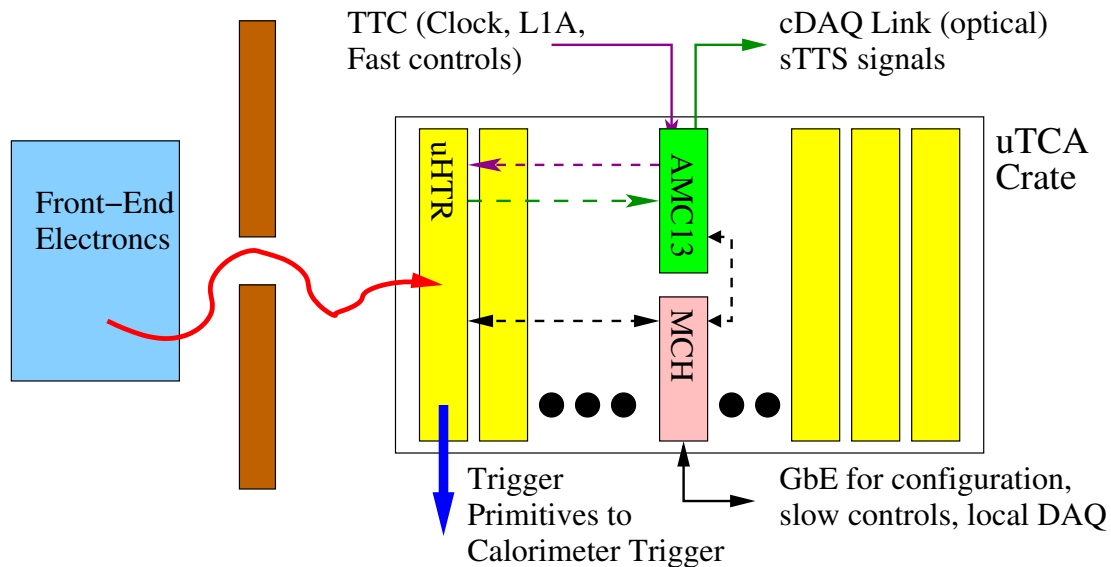 TTC (Clock, L1A,
Fast controls)
cDAQ Link (optical)
sTTS signals
uTCA
Crate
Front−End
Electroncs
uHTR
AMC13
MCH
Trigger
Primitives to
Calorimeter Trigger
GbE for configuration,
slow controls, local DAQ